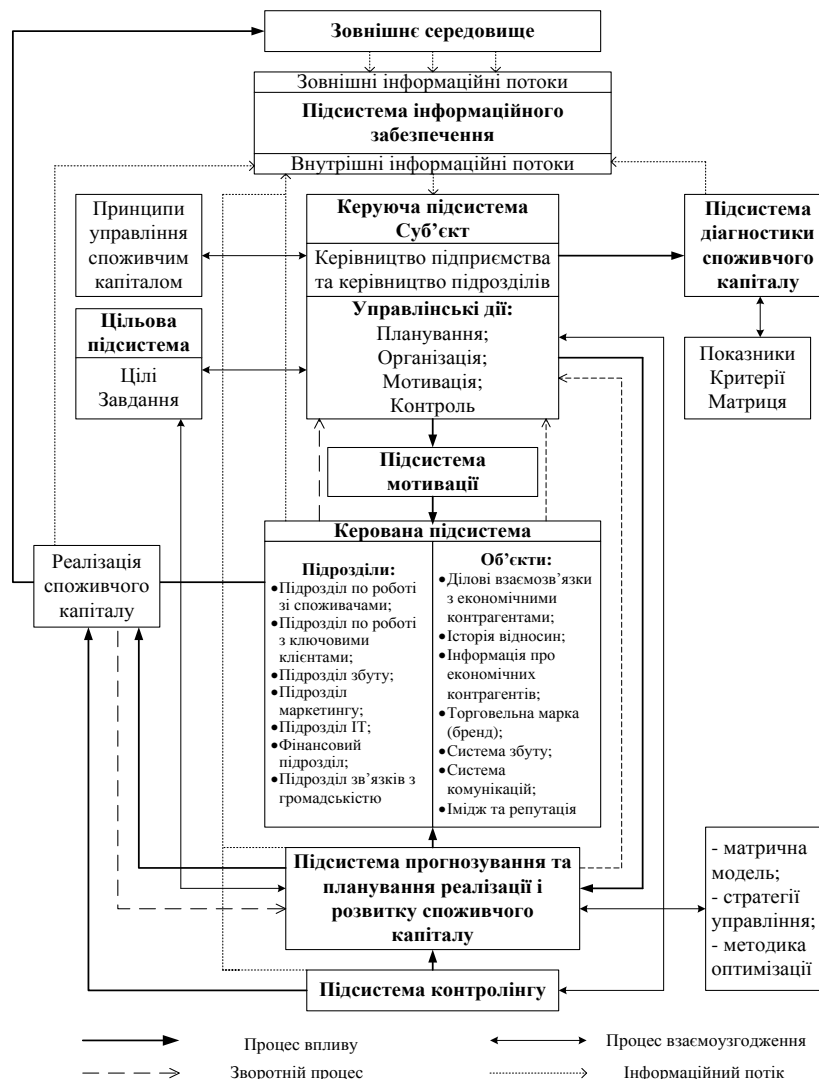 Зовнішнє середовище
Зовнішні інформаційні потоки
Підсистема інформаційного
забезпечення
Внутрішні інформаційні потоки
Принципи
управління
споживчим
капіталом
Керуюча підсистема
Суб’єкт
Керівництво підприємства
та керівництво підрозділів
Управлінські дії:
Планування;
Організація;
Мотивація;
Контроль
Підсистема
діагностики
споживчого
капіталу
Цільова
підсистема
Цілі
Завдання
Показники
Критерії
Матриця
Підсистема
мотивації
Керована підсистема
Підрозділи:
•Підрозділ по роботі
зі споживачами;
•Підрозділ по роботі
з ключовими
клієнтами;
•Підрозділ збуту;
•Підрозділ
маркетингу;
•Підрозділ ІТ;
•Фінансовий
підрозділ;
•Підрозділ зв'язків з
громадськістю
Об’єкти:
•Ділові взаємозв’язки
з економічними
контрагентами;
•Історія відносин;
•Інформація про
економічних
контрагентів;
•Торговельна марка
(бренд);
•Система збуту;
•Система
комунікацій;
•Імідж та репутація
Реалізація
споживчого
капіталу
Підсистема прогнозування та
планування реалізації і
розвитку споживчого
капіталу
- матрична
модель;
- стратегії
управління;
- методика
оптимізації
Підсистема контролінгу
Процес впливу
Процес взаємоузгодження
Зворотній процес
Інформаційний потік